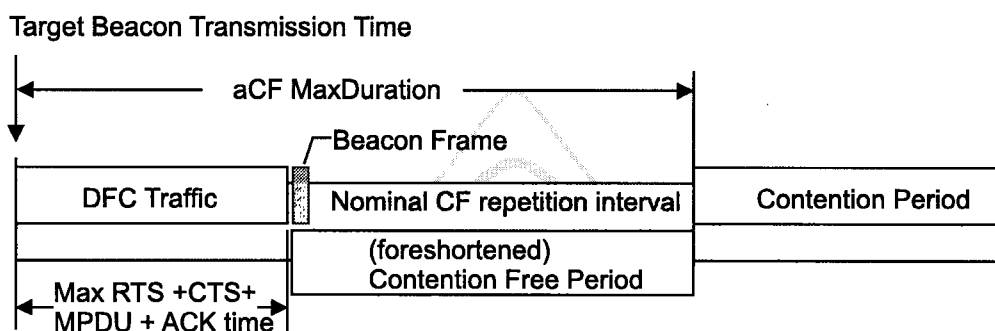 Target Beacon Transmission Time
aCF MaxDuration
Beacon Frame
DFC Traffic
Nominal CF repetition interval
Contention Period
(foreshortened)
Contention Free Period
Max RTS +CTS+
MPDU + ACK time